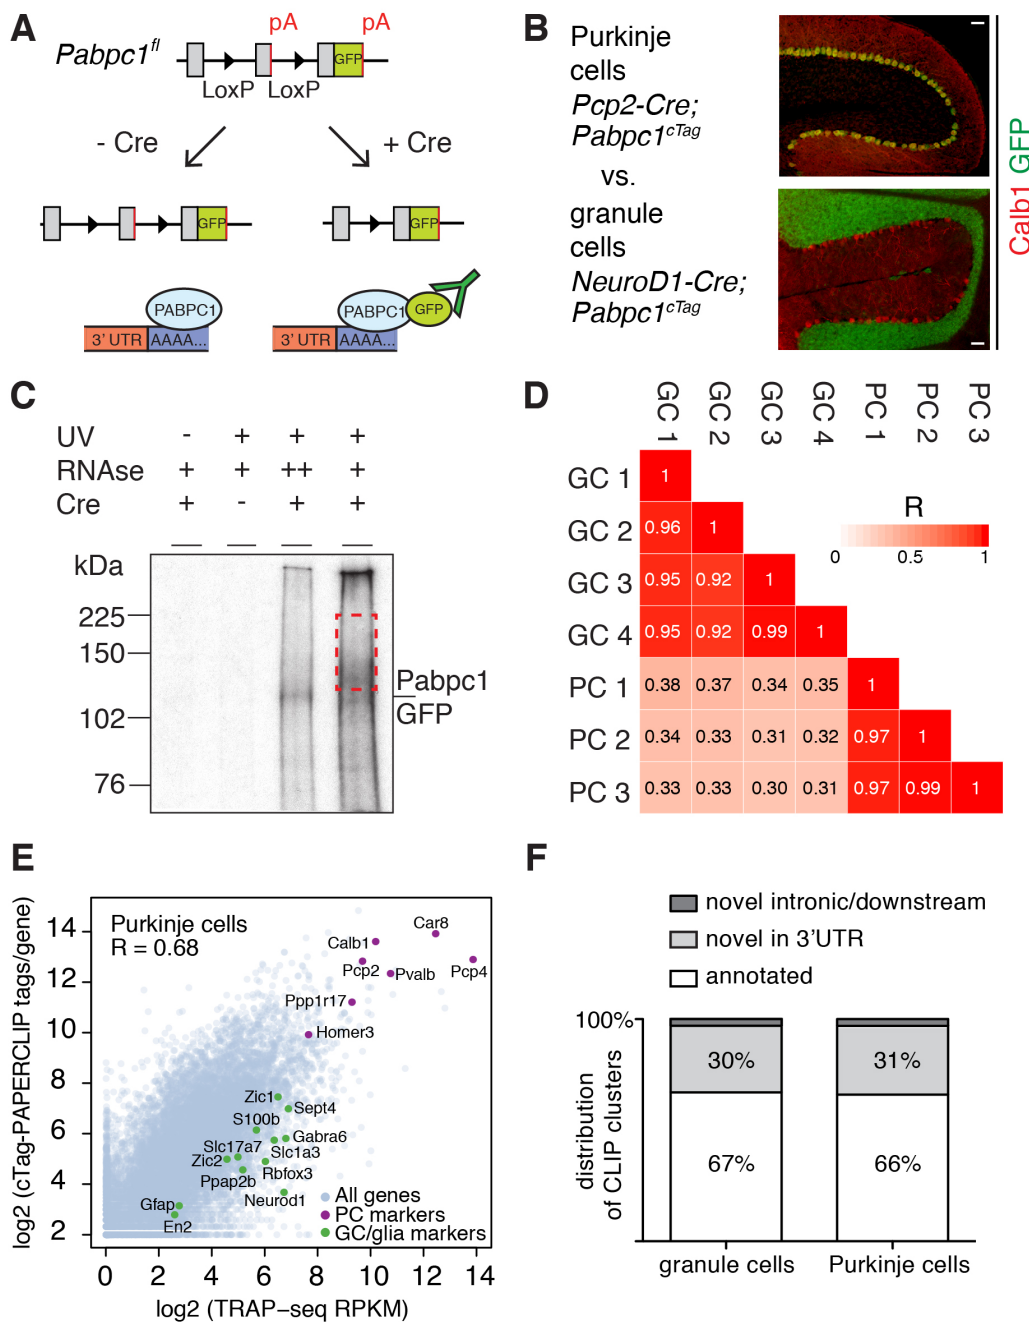 A
Pabpc1fl
pA
pA
GFP
LoxP LoxP
- Cre
+ Cre
GFP
GFP
PABPC1
3' UTR AAAA...
PABPC1 GFP
3' UTR AAAA...
B
Purkinje
cells
Pcp2-Cre;
Pabpc1cTag
vs.
granule
cells
NeuroD1-Cre;
Pabpc1cTag
Calb1 GFP
C
UV - + + +
RNAse + + ++ +
Cre + - + +
kDa
225
150
102
76
Pabpc1
GFP
D
GC 1 GC 2 GC 3 GC 4 PC 1 PC 2 PC 3
GC 1 1
GC 2 0.96 1
GC 3 0.95 0.92 1
GC 4 0.95 0.92 0.99 1
PC 1 0.38 0.37 0.34 0.35 1
PC 2 0.34 0.33 0.31 0.32 0.97 1
PC 3 0.33 0.33 0.30 0.31 0.97 0.99 1
R
0 0.5 1
E
log2 (cTag-PAPERCLIP tags/gene)
14
12
10
8
6
4
2
Purkinje cells
R = 0.68
Car8
Calb1
Pcp2
Pvalb
Pcp4
Ppp1r17
Homer3
Zic1
Sept4
S100b
Gabra6
Slc17a7
Slc1a3
Zic2
Rbfox3
Ppap2b
Neurod1
Gfap
En2
All genes
PC markers
GC/glia markers
0 2 4 6 8 10 12 14
log2 (TRAP−seq RPKM)
F
novel intronic/downstream
novel in 3'UTR
annotated
distribution
of CLIP clusters
100%
30%
31%
67%
66%
granule cells
Purkinje cells